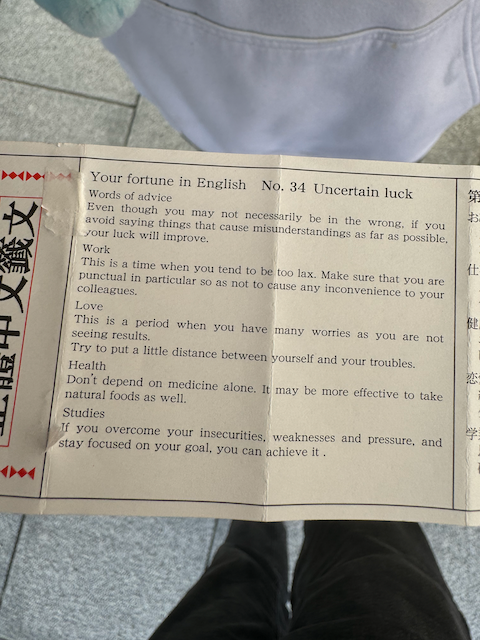 正體中文籤文
Your fortune in English No. 34 Uncertain luck
Words of advice
Even though you may not necessarily be in the wrong, if you
avoid saying things that cause misunderstandings as far as possible,
your luck will improve.
Work
This is a time when you tend to be too lax. Make sure that you are
punctual in particular so as not to cause any inconvenience to your
colleagues.
Love
This is a period when you have many worries as you are not
seeing results.
Try to put a little distance between yourself and your troubles.
Health
Don't depend on medicine alone. It may be more effective to take
natural foods as well.
Studies
If you overcome your insecurities, weaknesses and pressure, and
stay focused on your goal, you can achieve it .
第
お
仕
健
恋
学